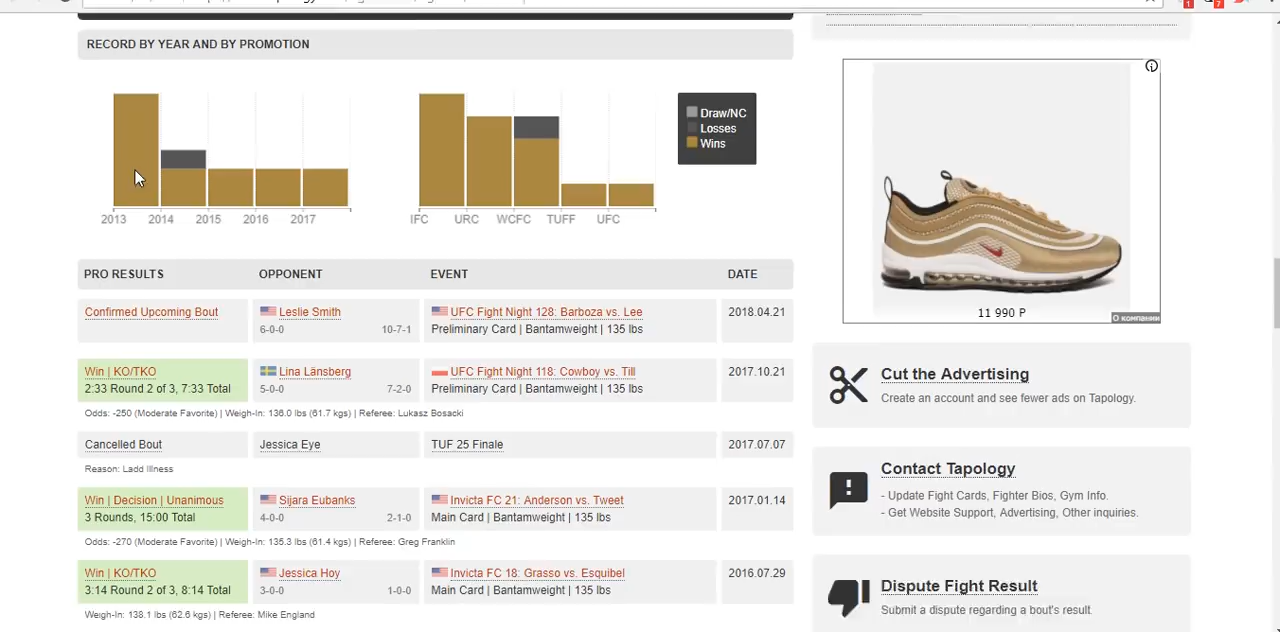 RECORD BY YEAR AND BY PROMOTION
Draw/NC
Losses
Wins
2013 2014 2015 2016 2017
IFC URC WCFC TUFF UFC
PRO RESULTS OPPONENT EVENT DATE
Confirmed Upcoming Bout Leslie Smith UFC Fight Night 128: Barboza vs. Lee 2018.04.21
6-0-0 10-7-1 Preliminary Card | Bantamweight | 135 lbs
Win | KO/TKO Lina Länsberg UFC Fight Night 118: Cowboy vs. Till 2017.10.21
2:33 Round 2 of 3, 7:33 Total 5-0-0 7-2-0 Preliminary Card | Bantamweight | 135 lbs
Odds: -250 (Moderate Favorite) | Weigh-In: 136.0 lbs (61.7 kgs) | Referee: Lukasz Bosacki
Cancelled Bout Jessica Eye TUF 25 Finale 2017.07.07
Reason: Ladd Illness
Win | Decision | Unanimous Sijara Eubanks Invicta FC 21: Anderson vs. Tweet 2017.01.14
3 Rounds, 15:00 Total 4-0-0 2-1-0 Main Card | Bantamweight | 135 lbs
Odds: -270 (Moderate Favorite) | Weigh-In: 135.3 lbs (61.4 kgs) | Referee: Greg Franklin
Win | KO/TKO Jessica Hoy Invicta FC 18: Grasso vs. Esquibel 2016.07.29
3:14 Round 2 of 3, 8:14 Total 3-0-0 1-0-0 Main Card | Bantamweight | 135 lbs
Weigh-In: 138.1 lbs (62.6 kgs) | Referee: Mike England
1
7
11 990 Р
О компании
Cut the Advertising
Create an account and see fewer ads on Tapology.
Contact Tapology
- Update Fight Cards, Fighter Bios, Gym Info.
- Get Website Support, Advertising, Other inquiries.
Dispute Fight Result
Submit a dispute regarding a bout's result